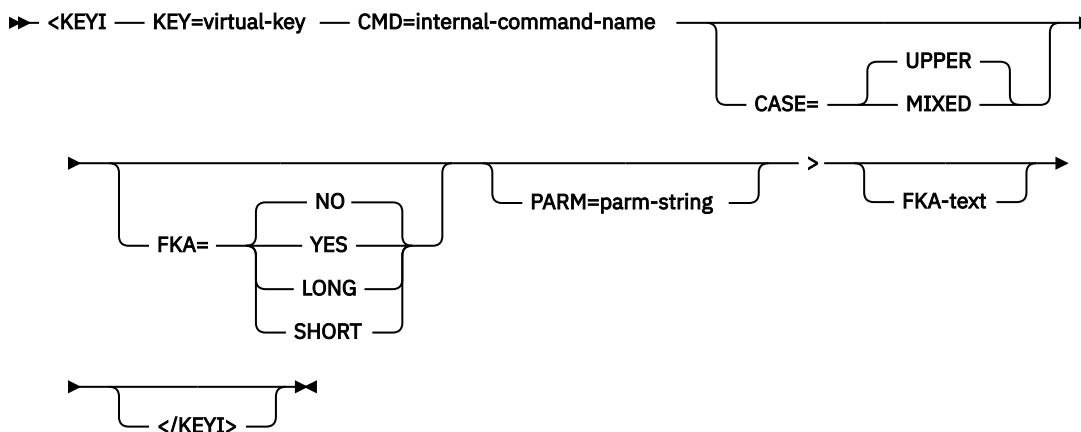 <KEYI KEY=virtual-key CMD=internal-command-name
UPPER
CASE= MIXED
NO
FKA= YES
LONG
SHORT
PARM=parm-string
>
FKA-text
</KEYI>